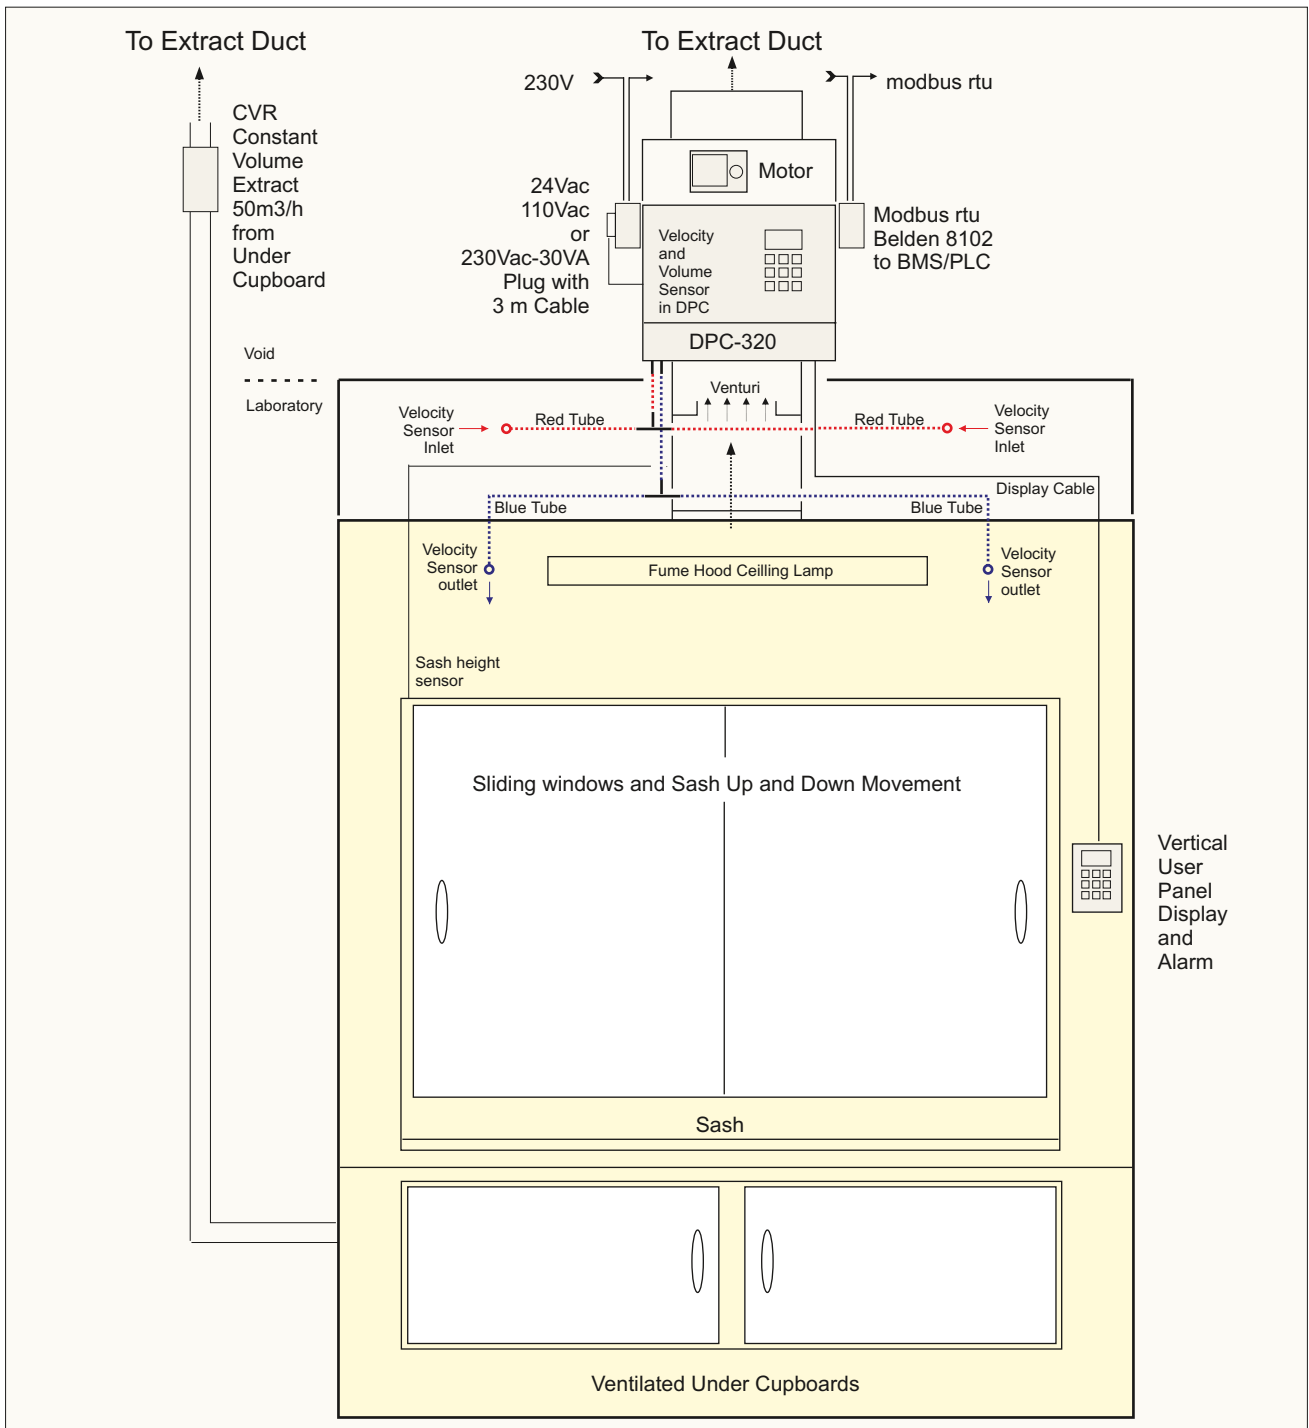 To Extract Duct
To Extract Duct
230V
modbus rtu
CVR
Constant
Volume
Extract
50m3/h
from
Under
Cupboard
Motor
24Vac
110Vac
or
230Vac-30VA
Plug with
3 m Cable
Velocity
and
Volume
Sensor
in DPC
Modbus rtu
Belden 8102
to BMS/PLC
DPC-320
Void
Laboratory
Venturi
Velocity
Sensor
Inlet
Red Tube
Red Tube
Velocity
Sensor
Inlet
Display Cable
Blue Tube
Blue Tube
Velocity
Sensor
outlet
Fume Hood Ceilling Lamp
Velocity
Sensor
outlet
Sash height
sensor
Sliding windows and Sash Up and Down Movement
Vertical
User
Panel
Display
and
Alarm
Sash
Ventilated Under Cupboards